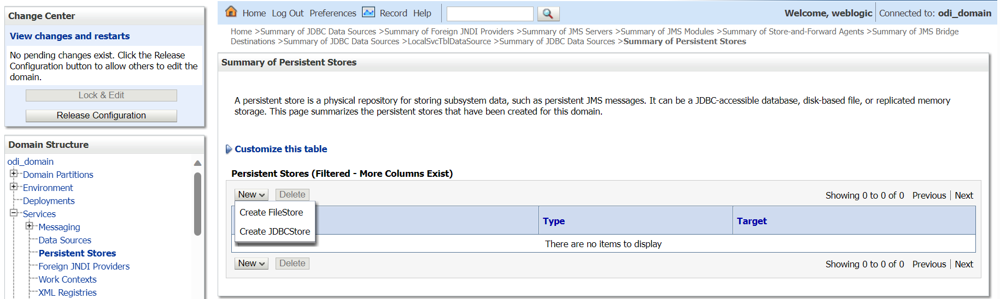 Change Center
View changes and restarts
No pending changes exist. Click the Release
Configuration button to allow others to edit the
domain.
Lock & Edit
Release Configuration
Domain Structure
odi_domain
Domain Partitions
Environment
Deployments
Services
Messaging
Data Sources
Persistent Stores
Foreign JNDI Providers
Work Contexts
XML Registries
Home Log Out Preferences Record Help
Welcome, weblogic Connected to: odi_domain
Home >Summary of JDBC Data Sources >Summary of Foreign JNDI Providers >Summary of JMS Servers >Summary of JMS Modules >Summary of Store-and-Forward Agents >Summary of JMS Bridge
Destinations >Summary of JDBC Data Sources >LocalSvcTblDataSource >Summary of JDBC Data Sources >Summary of Persistent Stores
Summary of Persistent Stores
A persistent store is a physical repository for storing subsystem data, such as persistent JMS messages. It can be a JDBC-accessible database, disk-based file, or replicated memory
storage. This page summarizes the persistent stores that have been created for this domain.
Customize this table
Persistent Stores (Filtered - More Columns Exist)
New Delete Showing 0 to 0 of 0 Previous | Next
Create FileStore
Create JDBCStore
Type Target
There are no items to display
New Delete Showing 0 to 0 of 0 Previous | Next